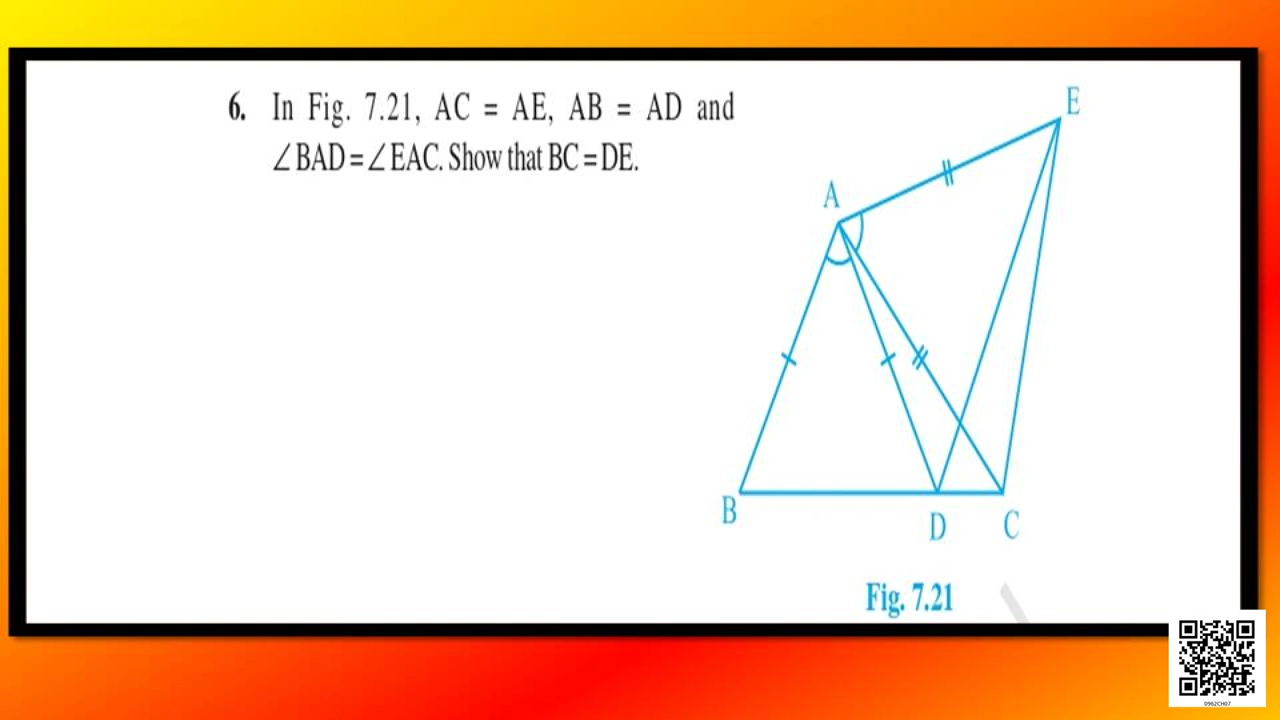 6. In Fig. 7.21, AC = AE, AB = AD and
∠BAD = ∠EAC. Show that BC = DE.
E
A
B
D
C
Fig. 7.21
0962CH07